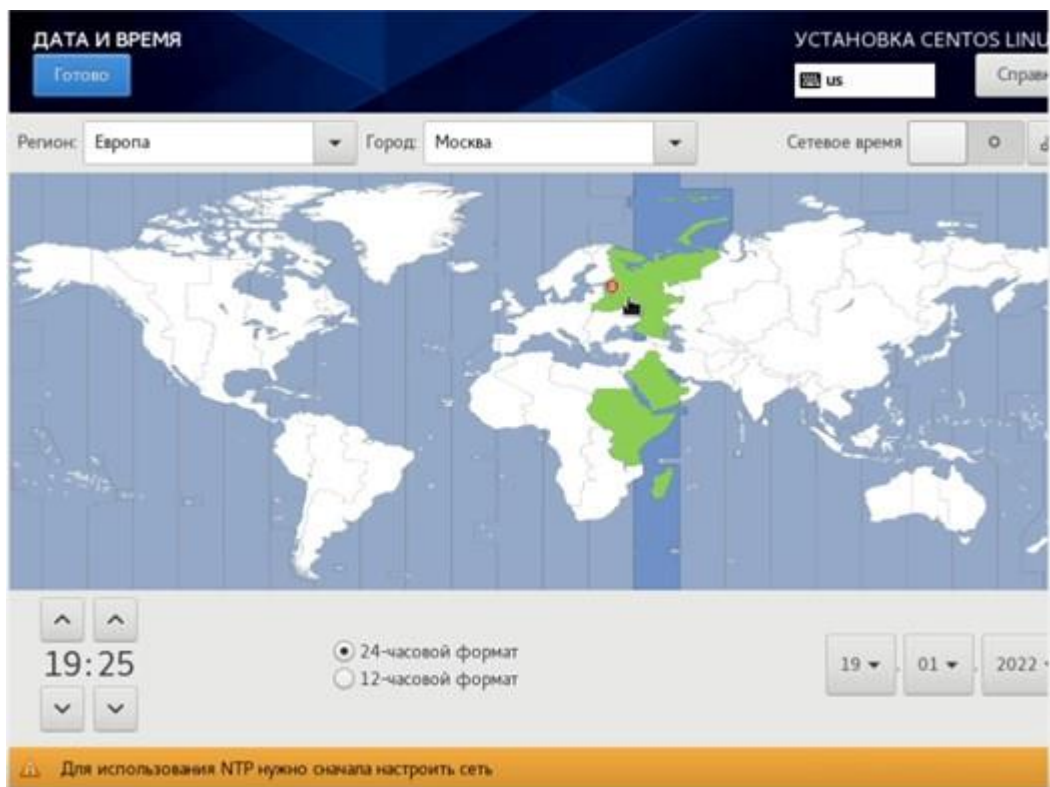 ДАТА И ВРЕМЯ
УСТАНОВКА CENTOS LINU
Готово
us
Справ
Регион:
Европа
Город:
Москва
Сетевое время
19:25
24-часовой формат
12-часовой формат
19
01
2022
Для использования NTP нужно сначала настроить сеть